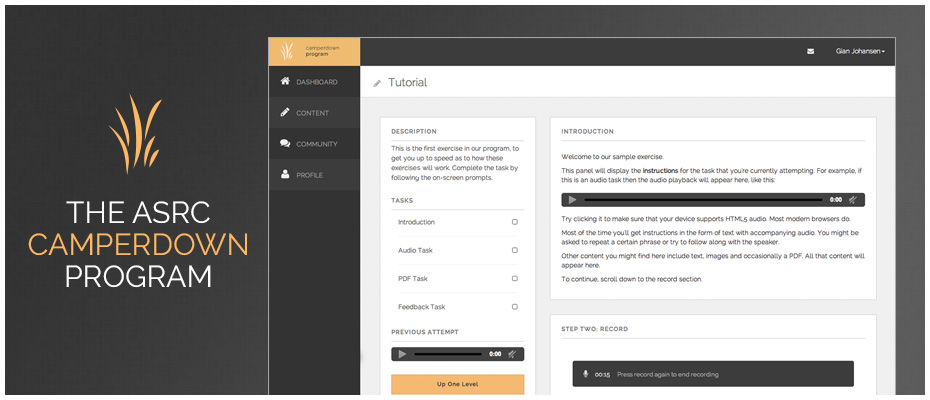 THE ASRC
CAMPERDOWN
PROGRAM
camperdown
program
Gian Johansen
DASHBOARD
CONTENT
COMMUNITY
PROFILE
Tutorial
DESCRIPTION
This is the first exercise in our program, to
get you up to speed as to how these
exercises will work. Complete the task by
following the on-screen prompts.
TASKS
Introduction
Audio Task
PDF Task
Feedback Task
PREVIOUS ATTEMPT
0:00
Up One Level
INTRODUCTION
Welcome to our sample exercise.
This panel will display the instructions for the task that you're currently attempting. For example, if
this is an audio task then the audio playback will appear here, like this:
0:00
Try clicking it to make sure that your device supports HTML5 audio. Most modern browsers do.
Most of the time you'll get instructions in the form of text with accompanying audio. You might be
asked to repeat a certain phrase or try to follow along with the speaker.
Other content you might find here include text, images and occasionally a PDF. All that content will
appear here.
To continue, scroll down to the record section.
STEP TWO: RECORD
00:15 Press record again to end recording